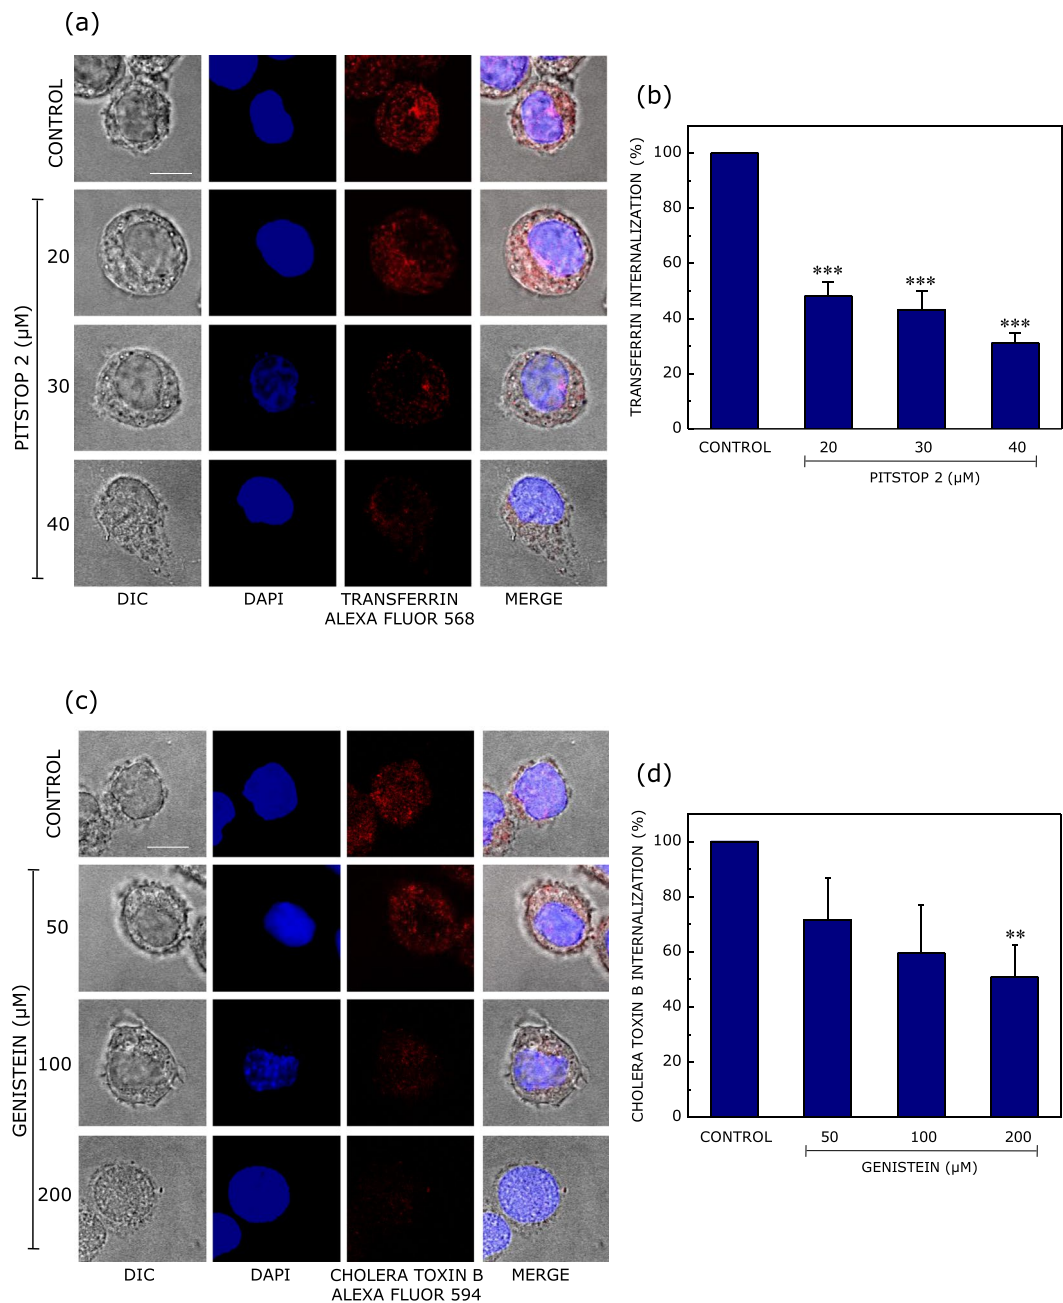 (a)
CONTROL
20
30
40
PITSTOP 2 (µM)
DIC
DAPI
TRANSFERRIN
ALEXA FLUOR 568
MERGE
(b)
TRANSFERRIN INTERNALIZATION (%)
100
80
60
40
20
0
***
***
***
CONTROL
20
30
40
PITSTOP 2 (µM)
(c)
CONTROL
50
100
200
GENISTEIN (µM)
DIC
DAPI
CHOLERA TOXIN B
ALEXA FLUOR 594
MERGE
(d)
CHOLERA TOXIN B INTERNALIZATION (%)
100
80
60
40
20
0
**
CONTROL
50
100
200
GENISTEIN (µM)